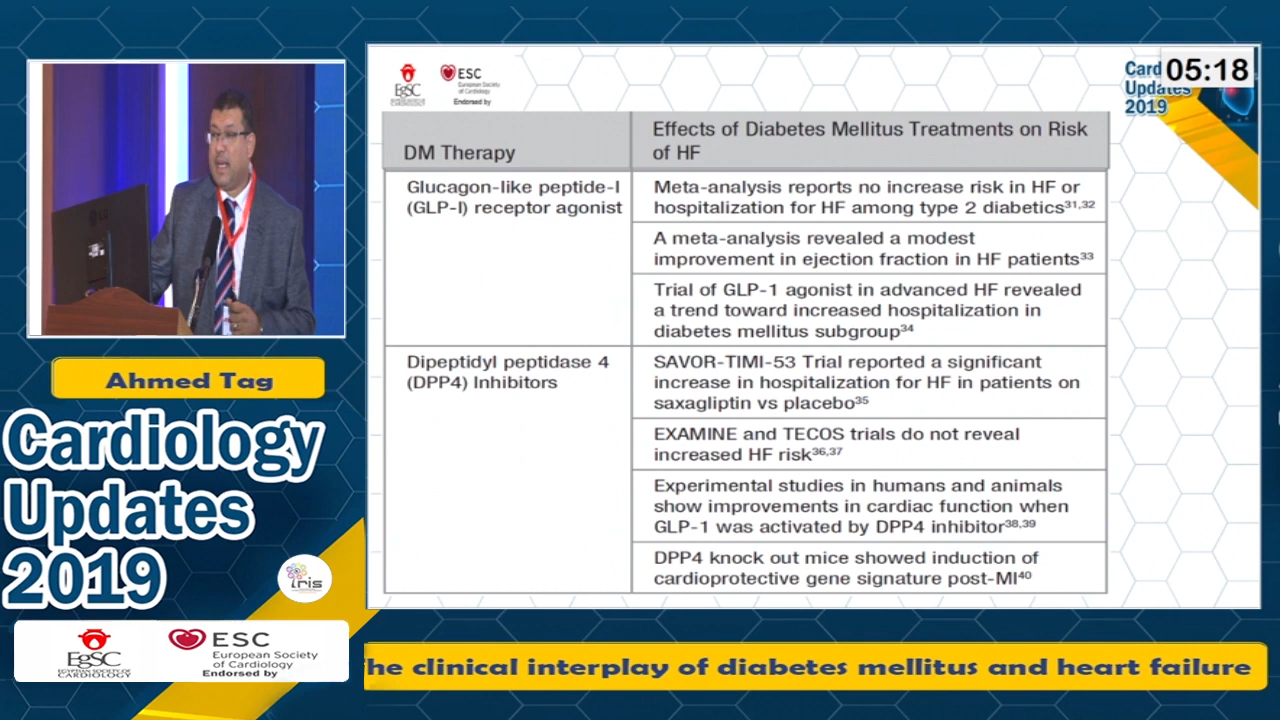 EgSC
ESC
European Society
of Cardiology
Endorsed by
Card
Updates
2019
05:18
DM Therapy
Effects of Diabetes Mellitus Treatments on Risk
of HF
Glucagon-like peptide-I
(GLP-I) receptor agonist
Meta-analysis reports no increase risk in HF or
hospitalization for HF among type 2 diabetics31,32
A meta-analysis revealed a modest
improvement in ejection fraction in HF patients33
Trial of GLP-1 agonist in advanced HF revealed
a trend toward increased hospitalization in
diabetes mellitus subgroup34
Dipeptidyl peptidase 4
(DPP4) Inhibitors
SAVOR-TIMI-53 Trial reported a significant
increase in hospitalization for HF in patients on
saxagliptin vs placebo35
EXAMINE and TECOS trials do not reveal
increased HF risk36,37
Experimental studies in humans and animals
show improvements in cardiac function when
GLP-1 was activated by DPP4 inhibitor38,39
DPP4 knock out mice showed induction of
cardioprotective gene signature post-MI40
LG
Ahmed Tag
Cardiology
Updates
2019
iris
EgSC
EGYPTIAN SOCIETY OF
CARDIOLOGY
ESC
European Society
of Cardiology
Endorsed by
The clinical interplay of diabetes mellitus and heart failure